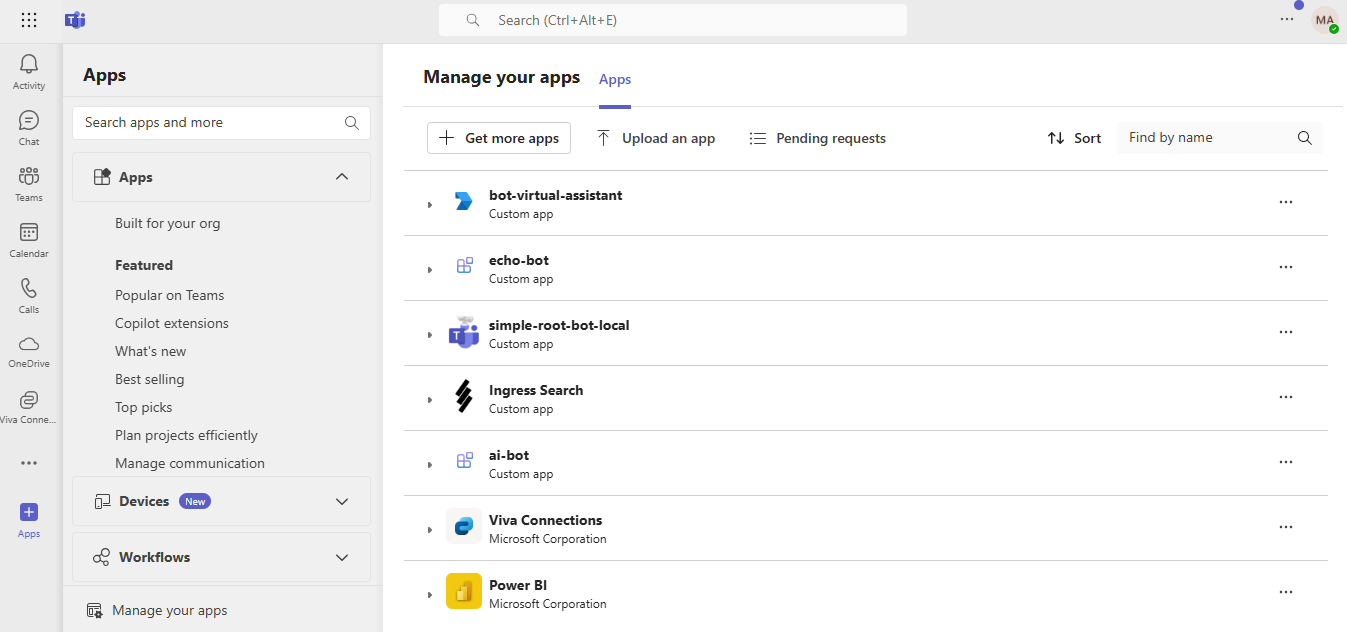 Search (Ctrl+Alt+E)
MA
Activity
Chat
Teams
Calendar
Calls
OneDrive
Viva Conne...
Apps
Apps
Search apps and more
Apps
Built for your org
Featured
Popular on Teams
Copilot extensions
What's new
Best selling
Top picks
Plan projects efficiently
Manage communication
Devices New
Workflows
Manage your apps
Manage your apps Apps
Get more apps Upload an app Pending requests Sort Find by name
bot-virtual-assistant
Custom app
echo-bot
Custom app
simple-root-bot-local
Custom app
Ingress Search
Custom app
ai-bot
Custom app
Viva Connections
Microsoft Corporation
Power BI
Microsoft Corporation